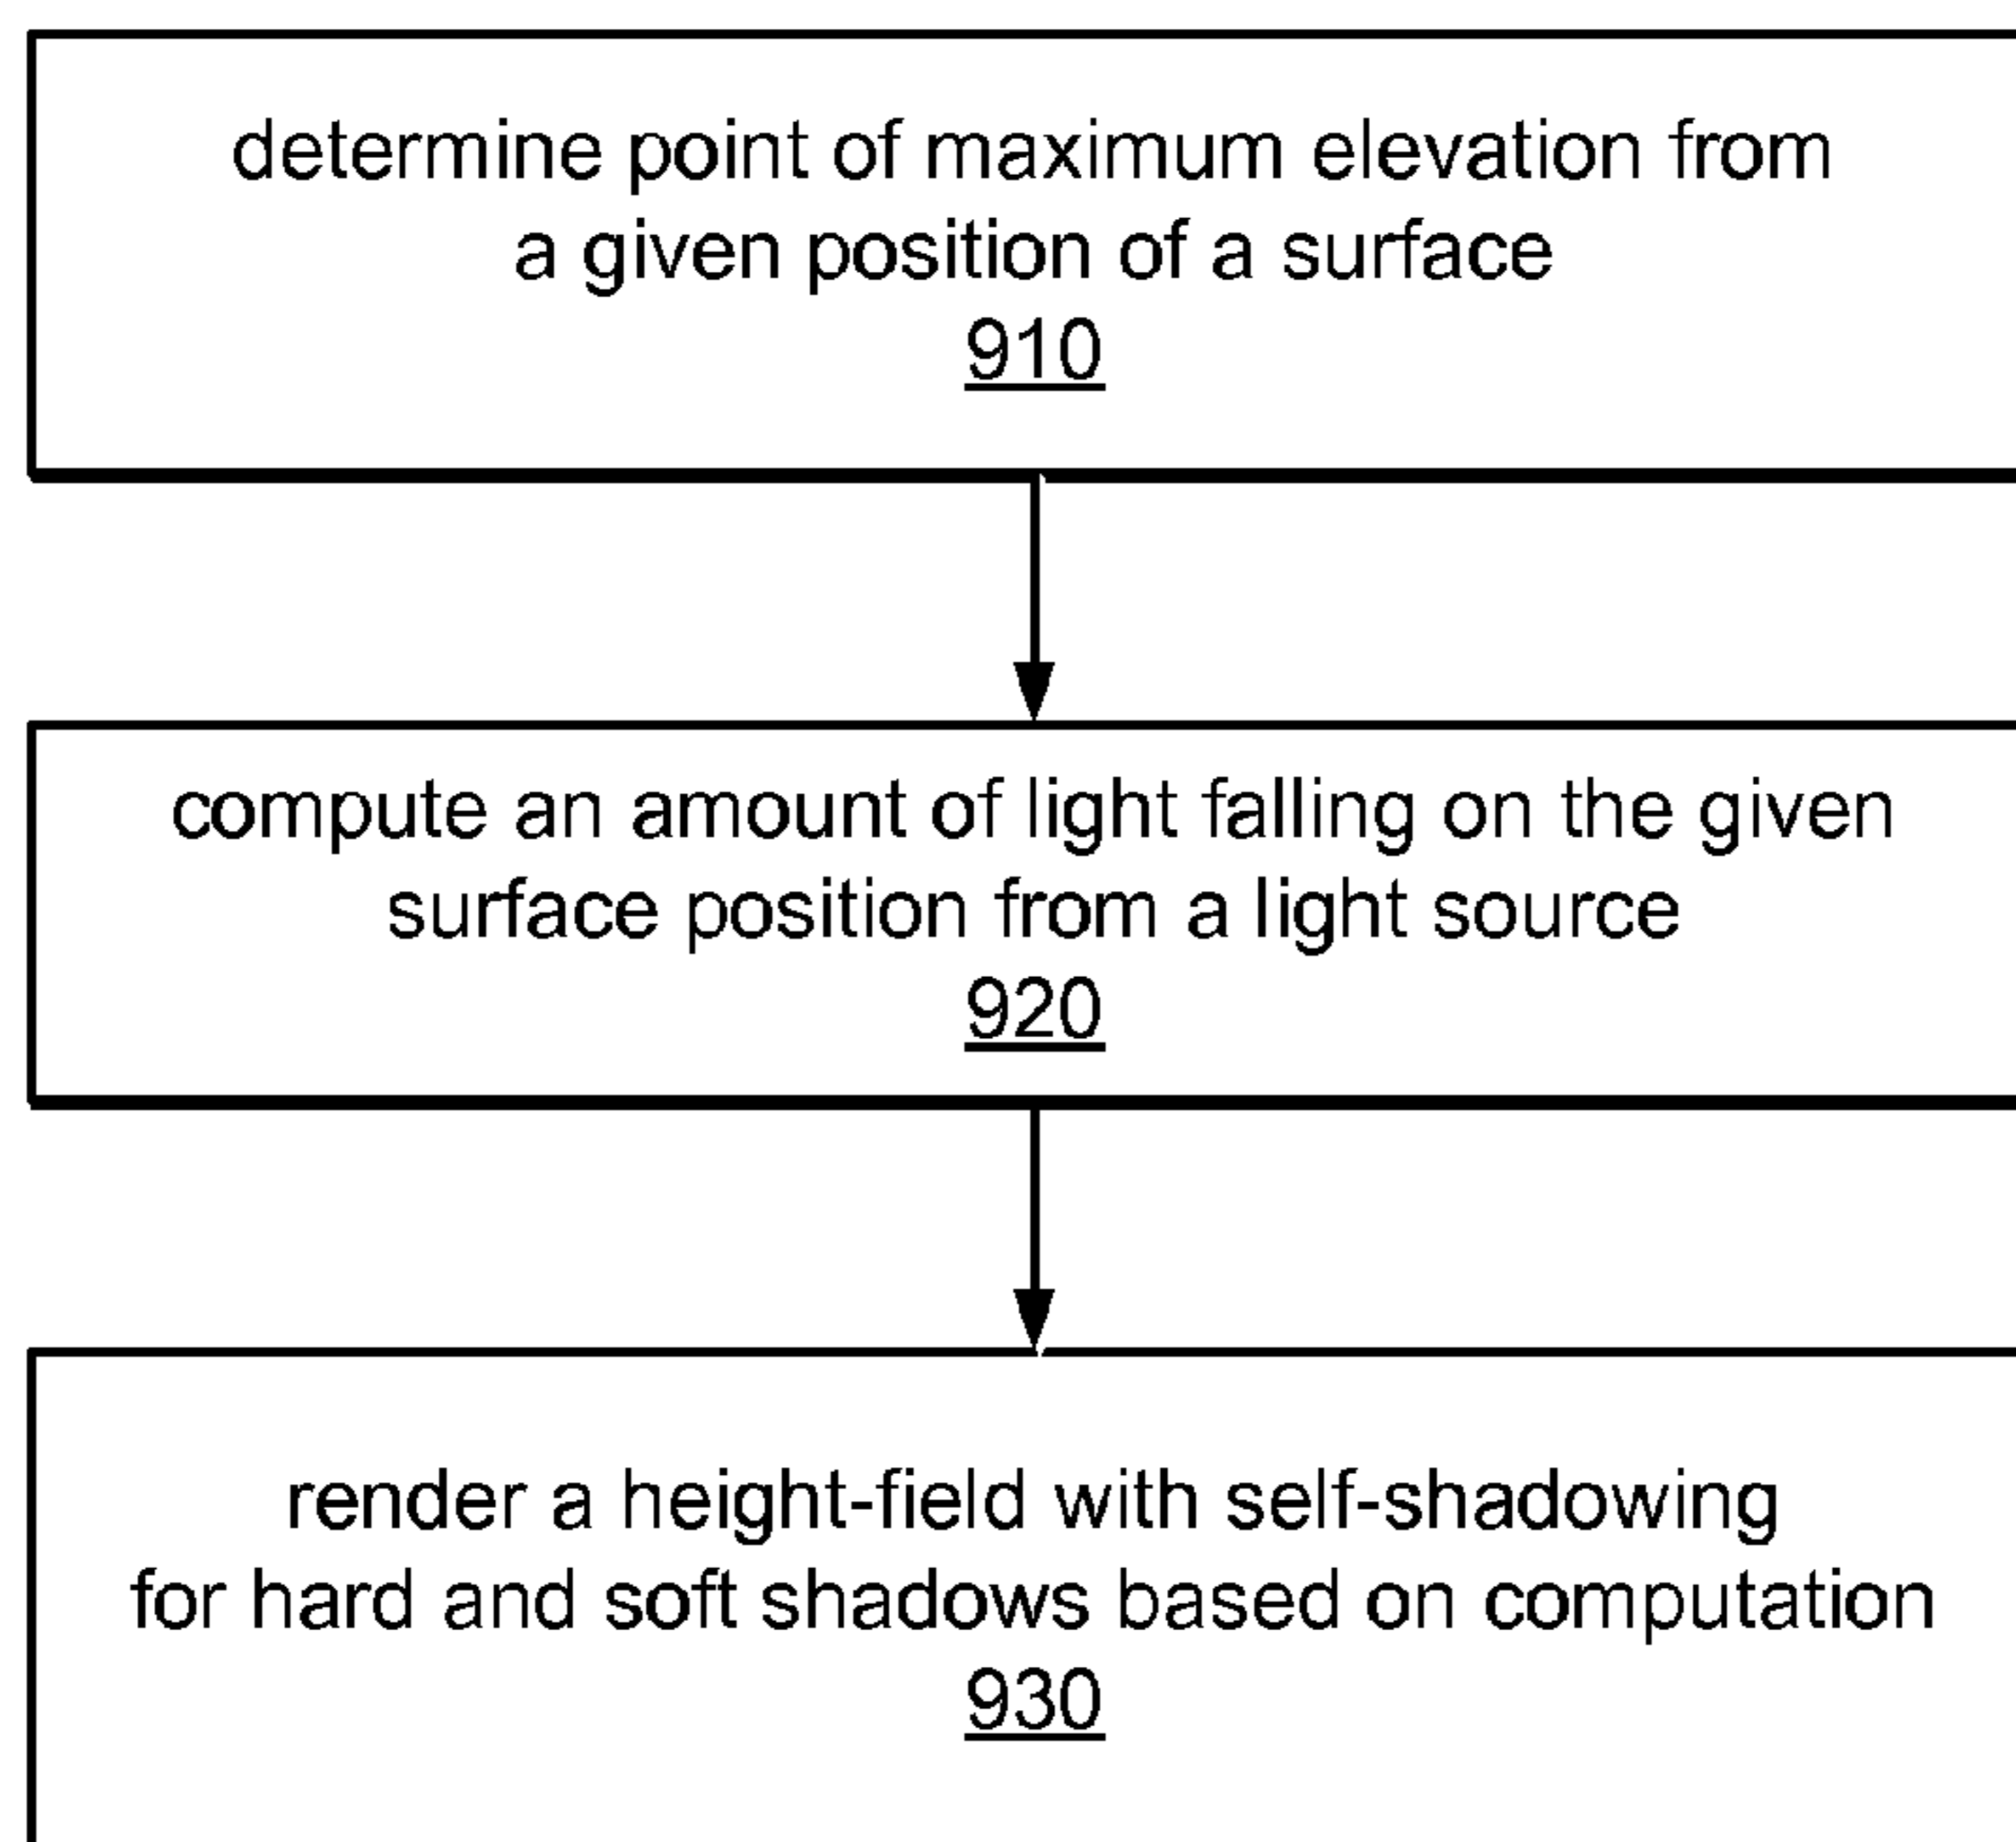 determine point of maximum elevation from
a given position of a surface
910
compute an amount of light falling on the given
surface position from a light source
920
render a height-field with self-shadowing
for hard and soft shadows based on computation
930